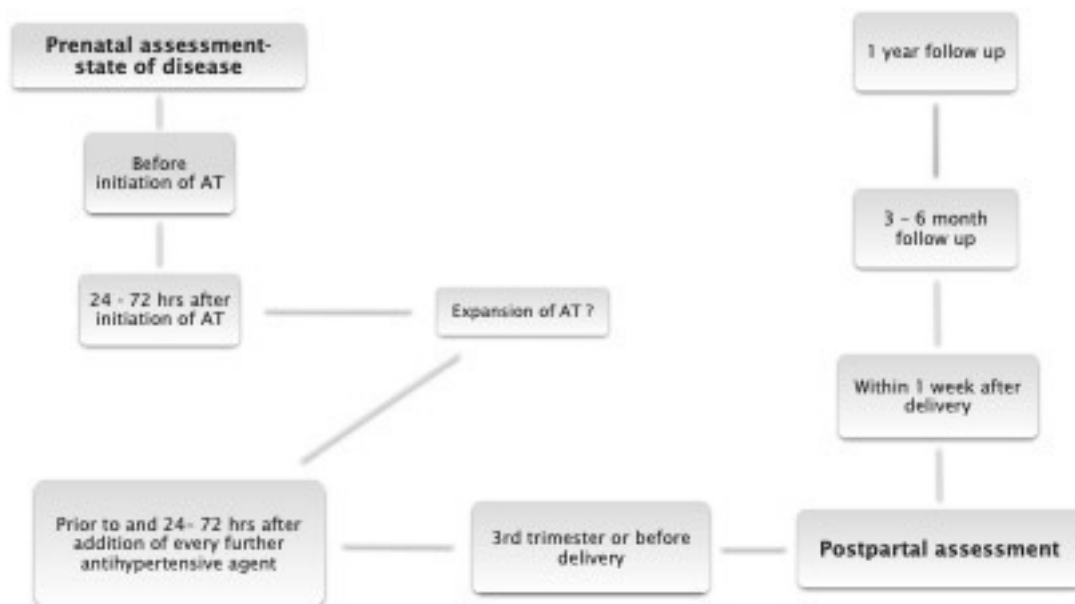 Prenatal assessment-
state of disease
Before
initiation of AT
24 - 72 hrs after
initiation of AT
Expansion of AT ?
Prior to and 24- 72 hrs after
addition of every further
antihypertensive agent
3rd trimester or before
delivery
Postpartal assessment
Within 1 week after
delivery
3 - 6 month
follow up
1 year follow up